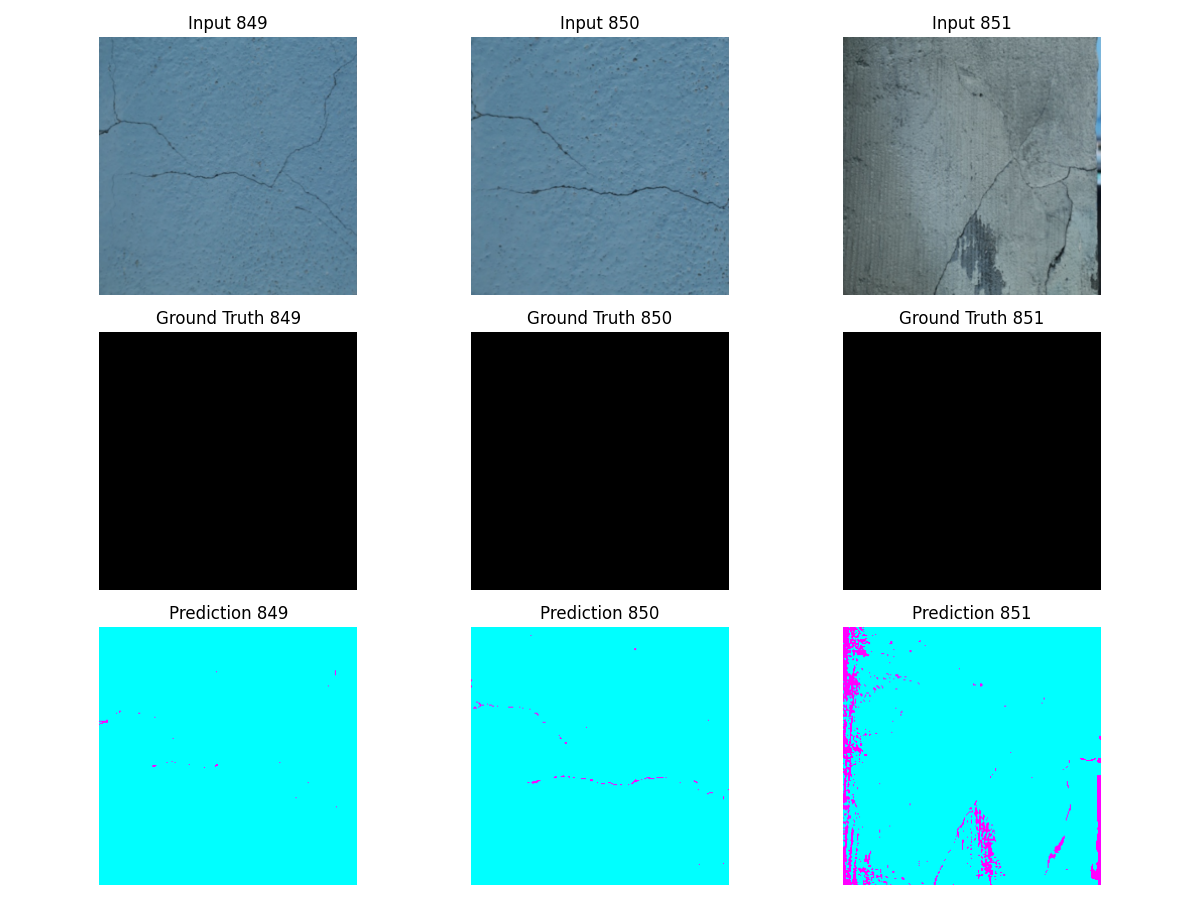 Input 849
Input 850
Input 851
Ground Truth 849
Ground Truth 850
Ground Truth 851
Prediction 849
Prediction 850
Prediction 851